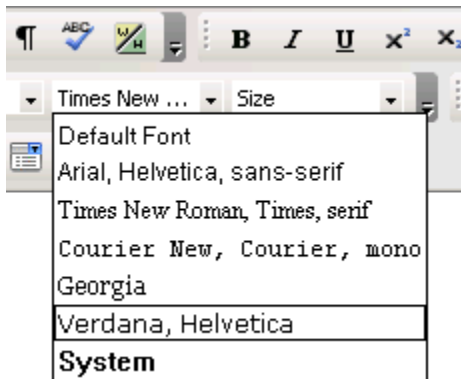 ¶ ABC W/H B I U x² x₂
Times New ... Size
Default Font
Arial, Helvetica, sans-serif
Times New Roman, Times, serif
Courier New, Courier, mono
Georgia
Verdana, Helvetica
System